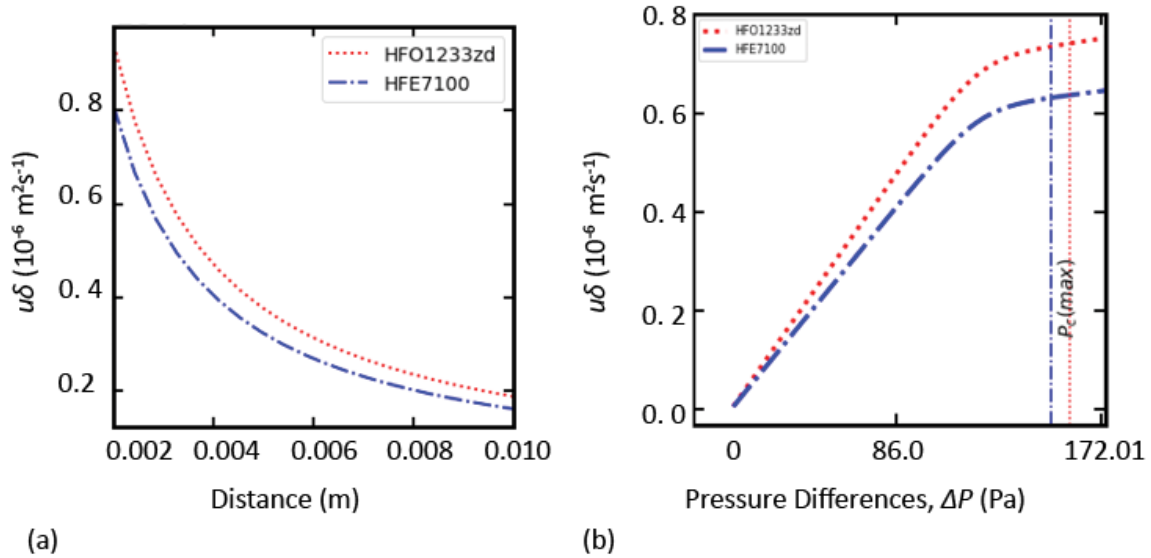 HFO1233zd
HFE7100
0.8
0.6
0.4
0.2
uδ (10⁻⁶ m²s⁻¹)
0.002 0.004 0.006 0.008 0.010
Distance (m)
(a)
HFO1233zd
HFE7100
0.8
0.6
0.4
0.2
0.0
uδ (10⁻⁶ m²s⁻¹)
P_c(max)
0 86.0 172.01
Pressure Differences, ΔP (Pa)
(b)